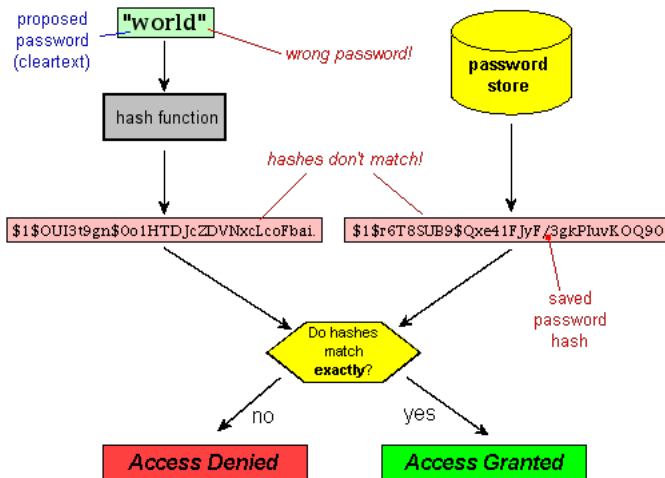 proposed
password
(cleartext)
"world"
wrong password!
password
store
hash function
hashes don't match!
$1$OUI3t9gn$0o1HTDJcZDVNxcLcoFbai.
$1$r6T8SUB9$Qxe41FJyF/3gkPIuvKOQ90
saved
password
hash
Do hashes
match
exactly?
no
yes
Access Denied
Access Granted